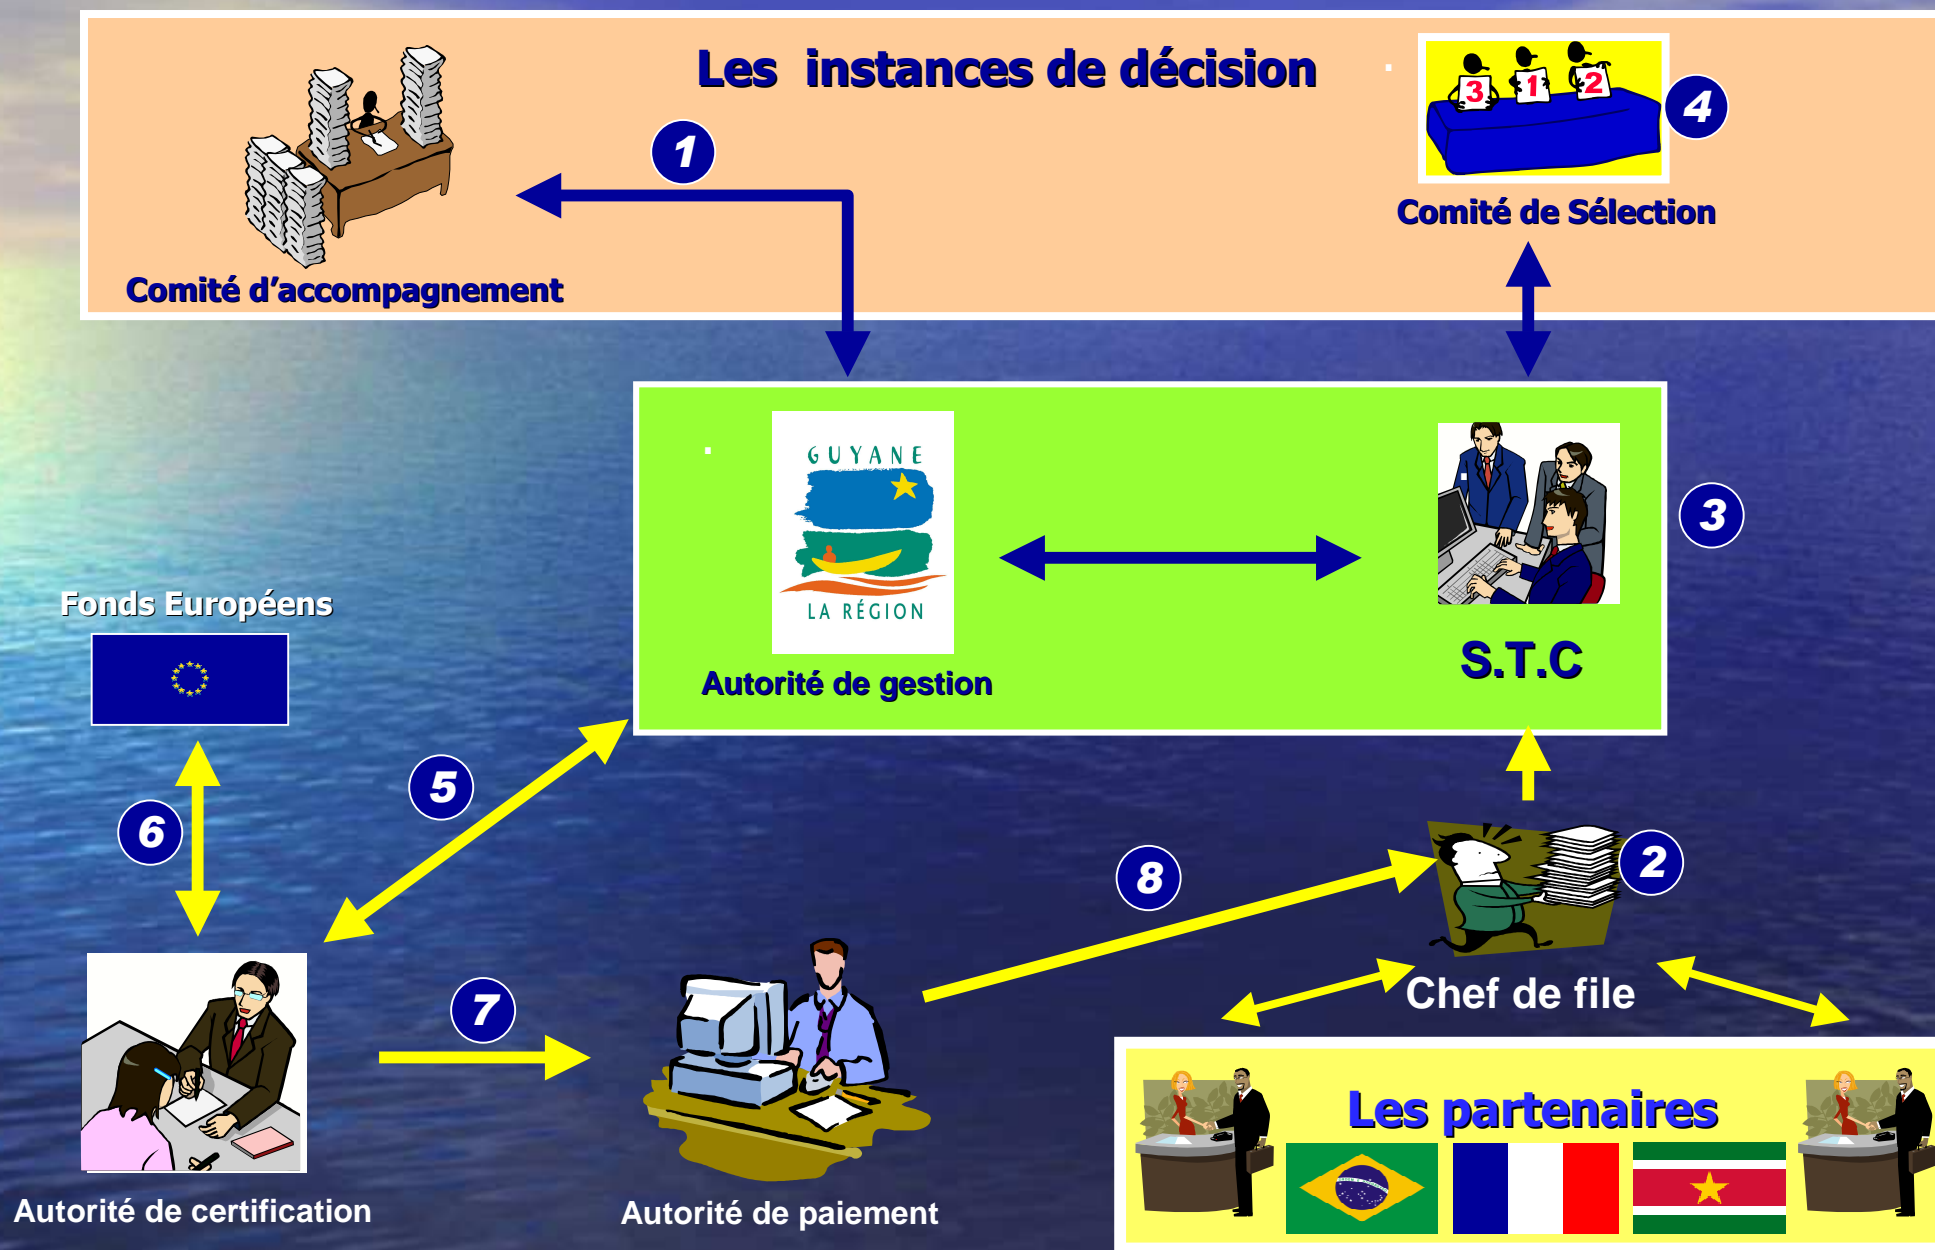 Les instances de décision
3
1
2
4
1
Comité de Sélection
Comité d'accompagnement
GUYANE
LA RÉGION
3
Fonds Européens
S.T.C
Autorité de gestion
5
6
8
2
7
Chef de file
Les partenaires
Autorité de certification
Autorité de paiement